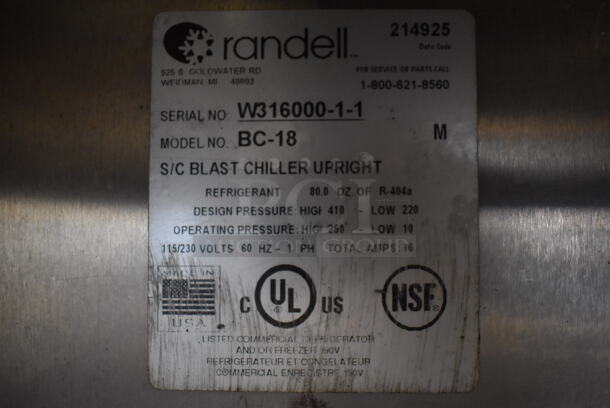 randell
214925
Date Code
525 S. GOLDWATER RD
WEIDMAN, MI 48893
FOR SERVICE OR PARTS CALL
1-800-621-8560
SERIAL NO: W316000-1-1
MODEL NO. BC-18 M
S/C BLAST CHILLER UPRIGHT
REFRIGERANT 80.0 OZ. OF R-404a
DESIGN PRESSURE: HIGH 410 - LOW 220
OPERATING PRESSURE: HIGH 250 LOW 10
115/230 VOLTS 60 HZ - 1 PH TOTAL AMPS 16
MADE IN
USA
C UL US
NSF
LISTED COMMERCIAL REFRIGERATOR
AND OR FREEZER 190V
REFRIGERATEUR ET CONGELATEUR
COMMERCIAL ENREGISTRE 190V